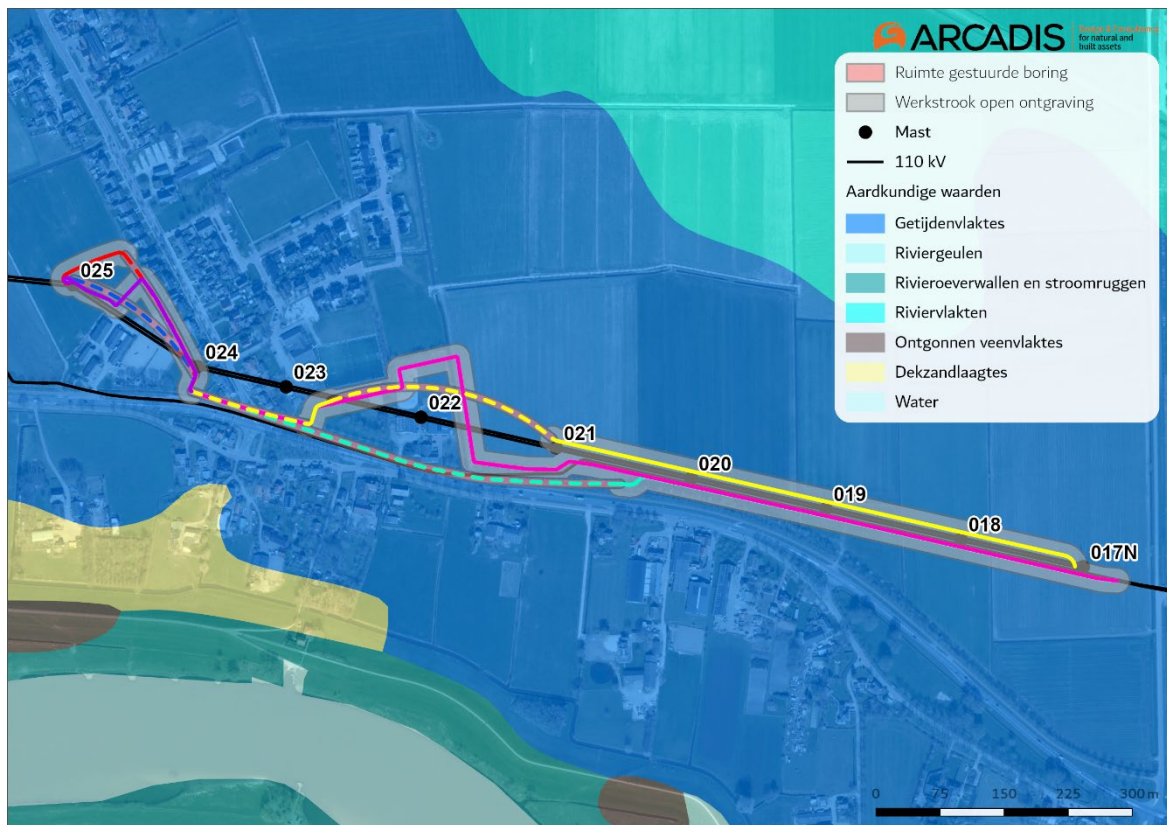 ARCADIS
Design & Consultancy
for natural and
built assets
Ruimte gestuurde boring
Werkstrook open ontgraving
Mast
110 kV
Aardkundige waarden
Getijdenvlaktes
Riviergeulen
Rivieroeverwallen en stroomruggen
Riviervlakten
Ontgonnen veenvlaktes
Dekzandlaagtes
Water
025
024
023
022
021
020
019
018
017N
0 75 150 225 300 m